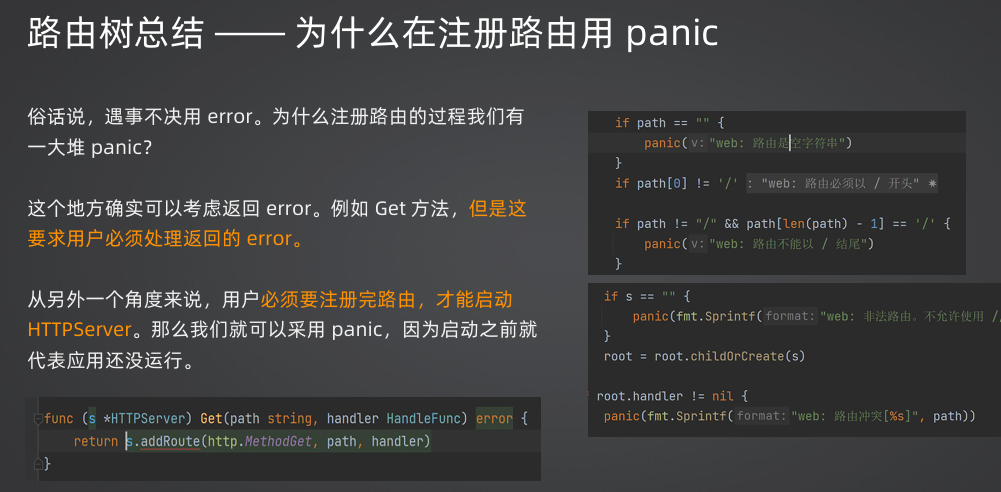 路由树总结 —— 为什么在注册路由用 panic
俗话说，遇事不决用 error。为什么注册路由的过程我们有
一大堆 panic？
这个地方确实可以考虑返回 error。例如 Get 方法，但是这
要求用户必须处理返回的 error。
从另外一个角度来说，用户必须要注册完路由，才能启动
HTTPServer。那么我们就可以采用 panic，因为启动之前就
代表应用还没运行。
func (s *HTTPServer) Get(path string, handler HandleFunc) error {
return s.addRoute(http.MethodGet, path, handler)
}
if path == "" {
panic( v: "web: 路由是空字符串")
}
if path[0] != '/' : "web: 路由必须以 / 开头"
if path != "/" && path[len(path) - 1] == '/' {
panic( v: "web: 路由不能以 / 结尾")
}
if s == "" {
panic(fmt.Sprintf( format: "web: 非法路由。不允许使用 /
}
root = root.childOrCreate(s)
root.handler != nil {
panic(fmt.Sprintf( format: "web: 路由冲突[%s]", path))